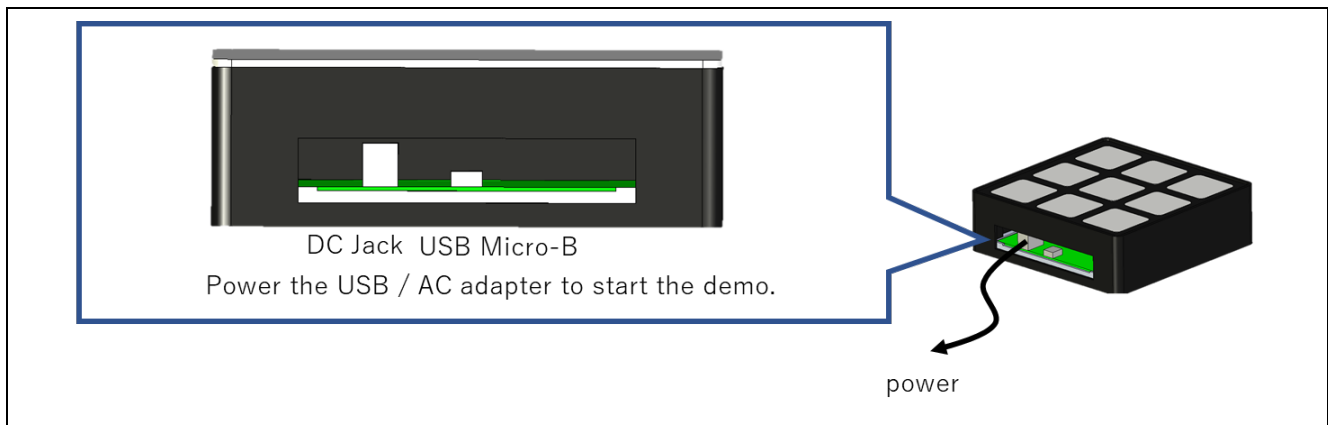 DC Jack USB Micro-B
Power the USB / AC adapter to start the demo.
power